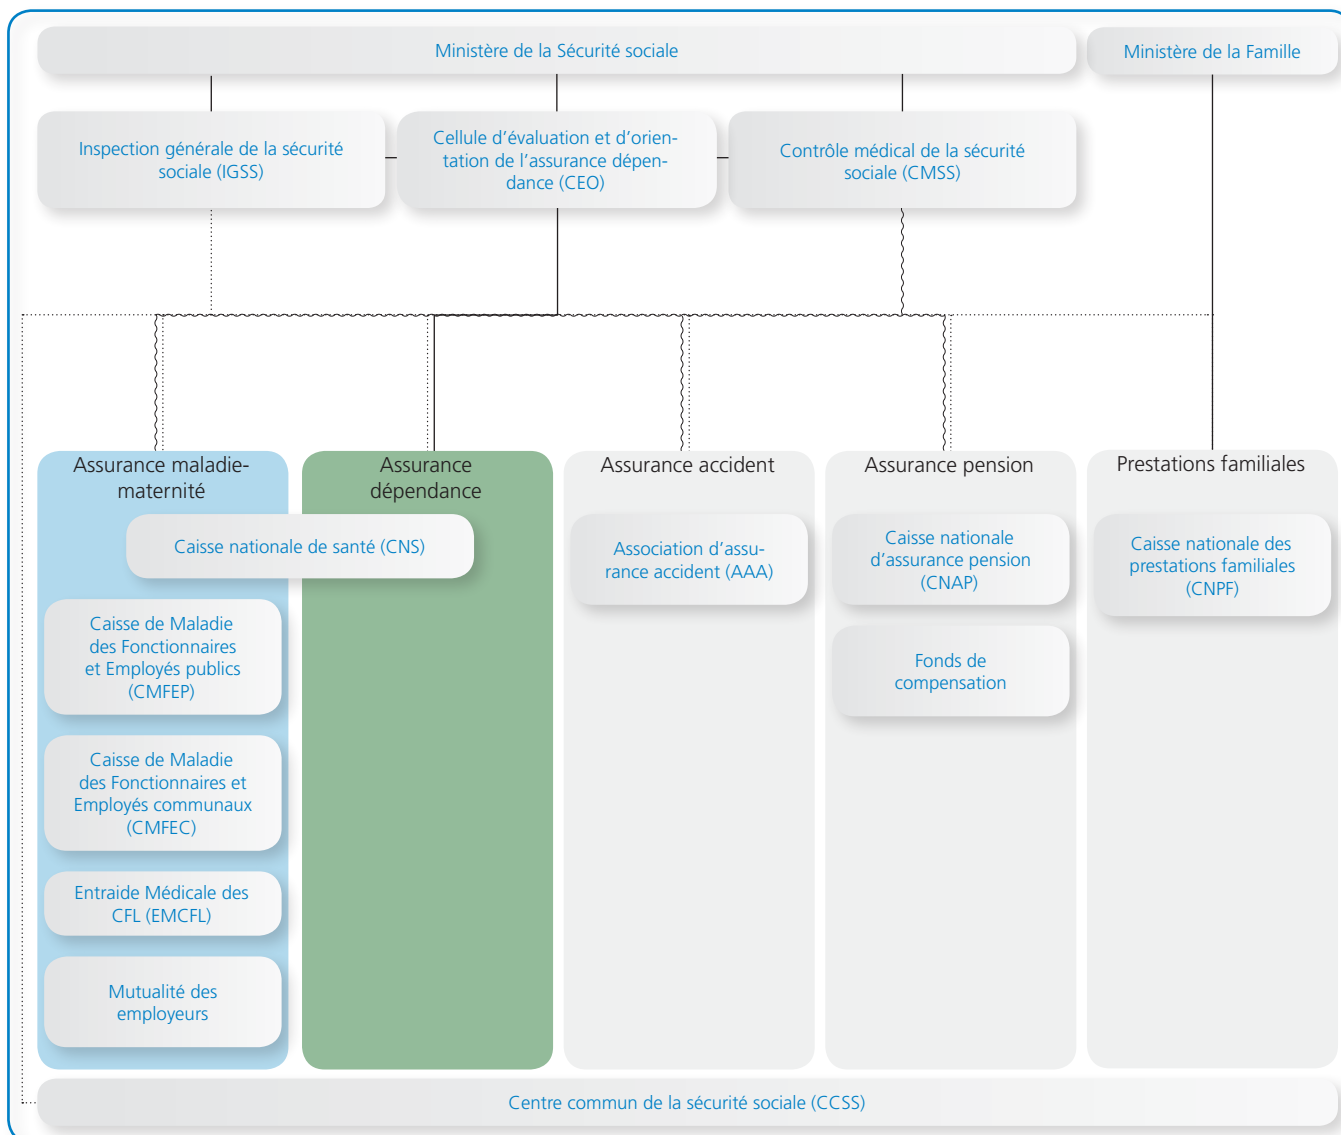 Ministère de la Sécurité sociale
Ministère de la Famille
Inspection générale de la sécurité
sociale (IGSS)
Cellule d'évaluation et d'orien-
tation de l'assurance dépen-
dance (CEO)
Contrôle médical de la sécurité
sociale (CMSS)
Assurance maladie-
maternité
Assurance
dépendance
Assurance accident
Assurance pension
Prestations familiales
Caisse nationale de santé (CNS)
Association d'assu-
rance accident (AAA)
Caisse nationale
d'assurance pension
(CNAP)
Caisse nationale des
prestations familiales
(CNPF)
Caisse de Maladie
des Fonctionnaires
et Employés publics
(CMFEP)
Fonds de
compensation
Caisse de Maladie
des Fonctionnaires et
Employés communaux
(CMFEC)
Entraide Médicale des
CFL (EMCFL)
Mutualité des
employeurs
Centre commun de la sécurité sociale (CCSS)